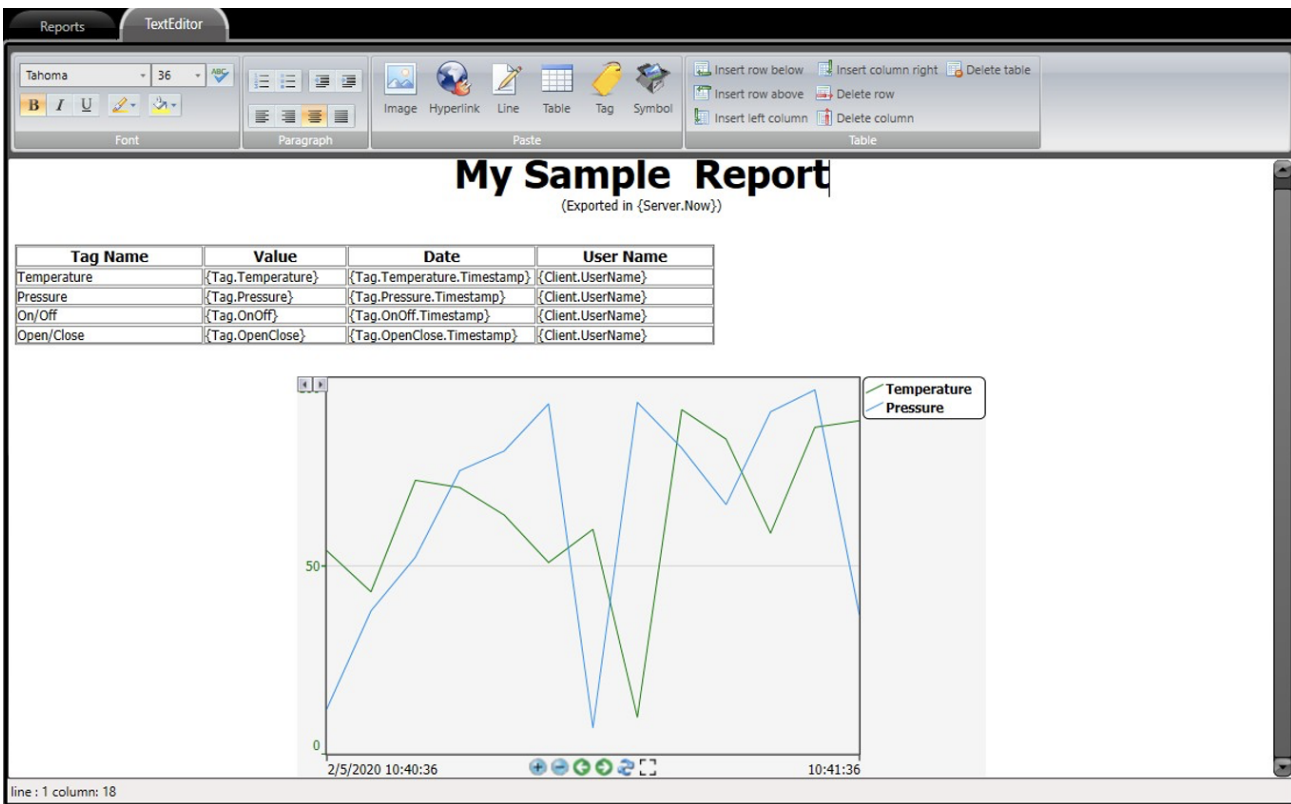 Reports TextEditor
Tahoma 36 ABC
B I U
Font
Paragraph
Image Hyperlink Line Table Tag Symbol
Paste
Insert row below Insert column right Delete table
Insert row above Delete row
Insert left column Delete column
Table
My Sample  Report
(Exported in {Server.Now})
Tag Name Value Date User Name
Temperature {Tag.Temperature} {Tag.Temperature.Timestamp} {Client.UserName}
Pressure {Tag.Pressure} {Tag.Pressure.Timestamp} {Client.UserName}
On/Off {Tag.OnOff} {Tag.OnOff.Timestamp} {Client.UserName}
Open/Close {Tag.OpenClose} {Tag.OpenClose.Timestamp} {Client.UserName}
Temperature
Pressure
50
0
2/5/2020 10:40:36 10:41:36
line : 1 column: 18